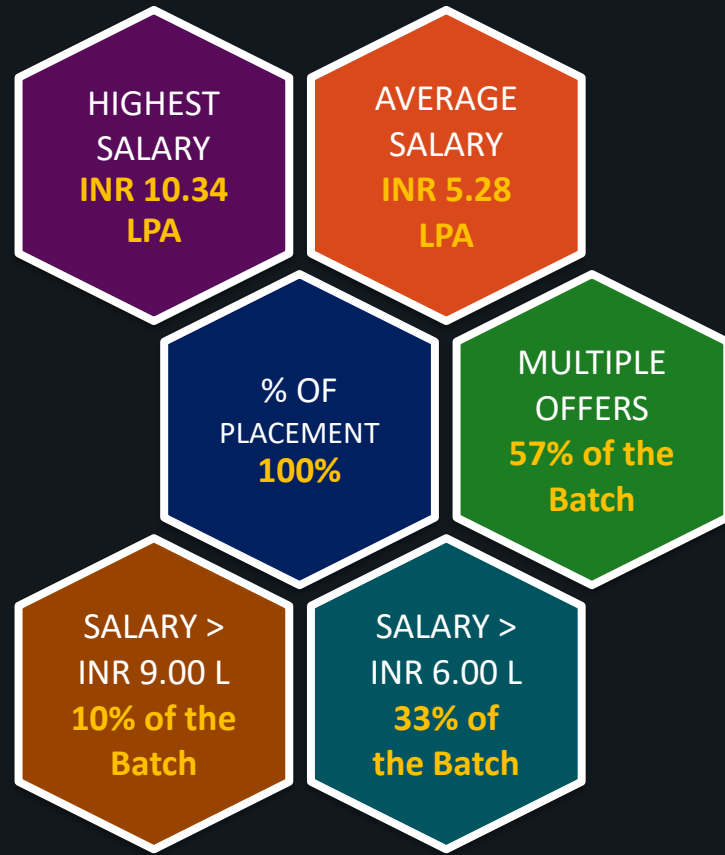 HIGHEST
SALARY
INR 10.34
LPA
AVERAGE
SALARY
INR 5.28
LPA
% OF
PLACEMENT
100%
MULTIPLE
OFFERS
57% of the
Batch
SALARY >
INR 9.00 L
10% of the
Batch
SALARY >
INR 6.00 L
33% of
the Batch